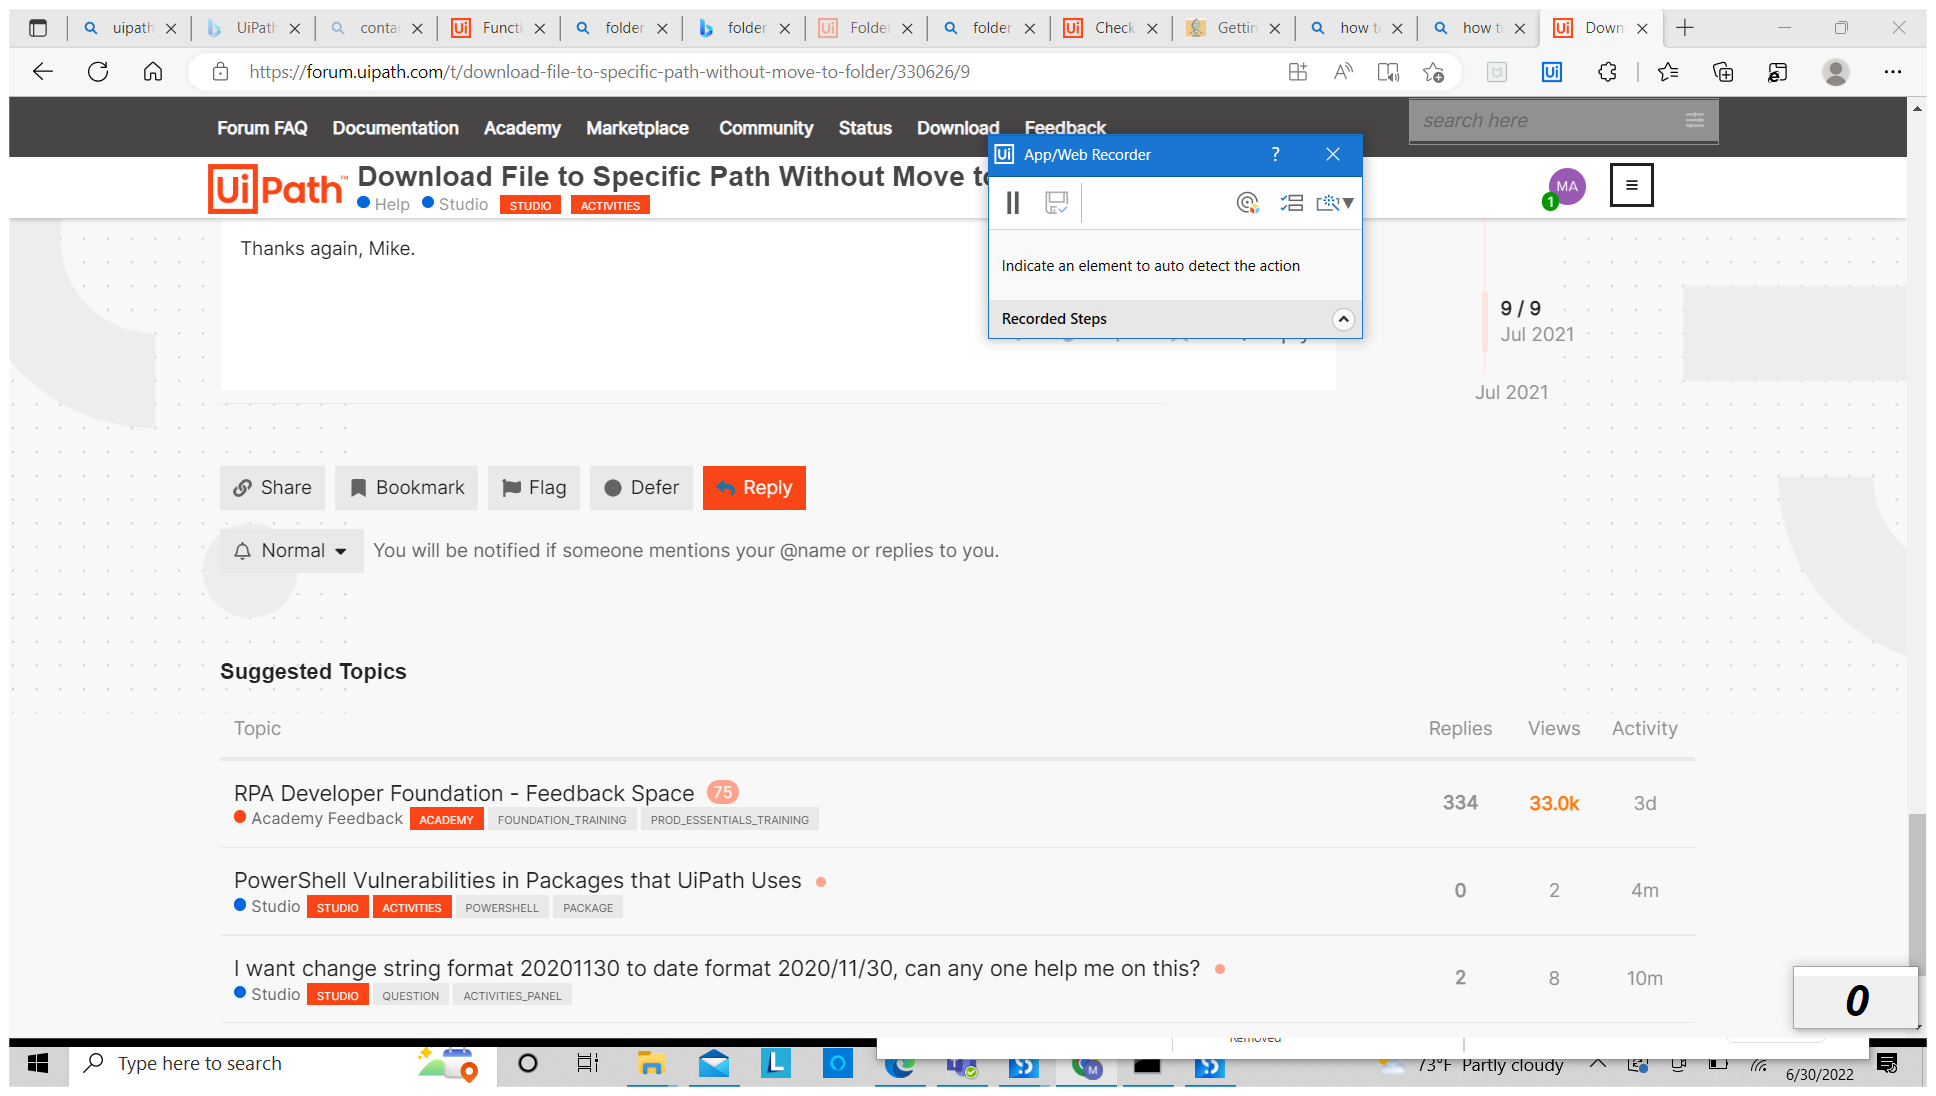 uipath UiPath contai Functi folder folder Folder folder Check Gettin how to how to Down
https://forum.uipath.com/t/download-file-to-specific-path-without-move-to-folder/330626/9
Forum FAQ Documentation Academy Marketplace Community Status Download Feedback
search here
UiPath™ Download File to Specific Path Without Move to
Help Studio STUDIO ACTIVITIES
MA
1
Ui App/Web Recorder ?
Indicate an element to auto detect the action
Recorded Steps
Thanks again, Mike.
9 / 9
Jul 2021
Jul 2021
Share Bookmark Flag Defer Reply
Normal You will be notified if someone mentions your @name or replies to you.
Suggested Topics
Topic Replies Views Activity
RPA Developer Foundation - Feedback Space 75 334 33.0k 3d
Academy Feedback ACADEMY FOUNDATION_TRAINING PROD_ESSENTIALS_TRAINING
PowerShell Vulnerabilities in Packages that UiPath Uses 0 2 4m
Studio STUDIO ACTIVITIES POWERSHELL PACKAGE
I want change string format 20201130 to date format 2020/11/30, can any one help me on this? 2 8 10m
Studio STUDIO QUESTION ACTIVITIES_PANEL
0
Removed
Type here to search
73°F Partly cloudy
6/30/2022